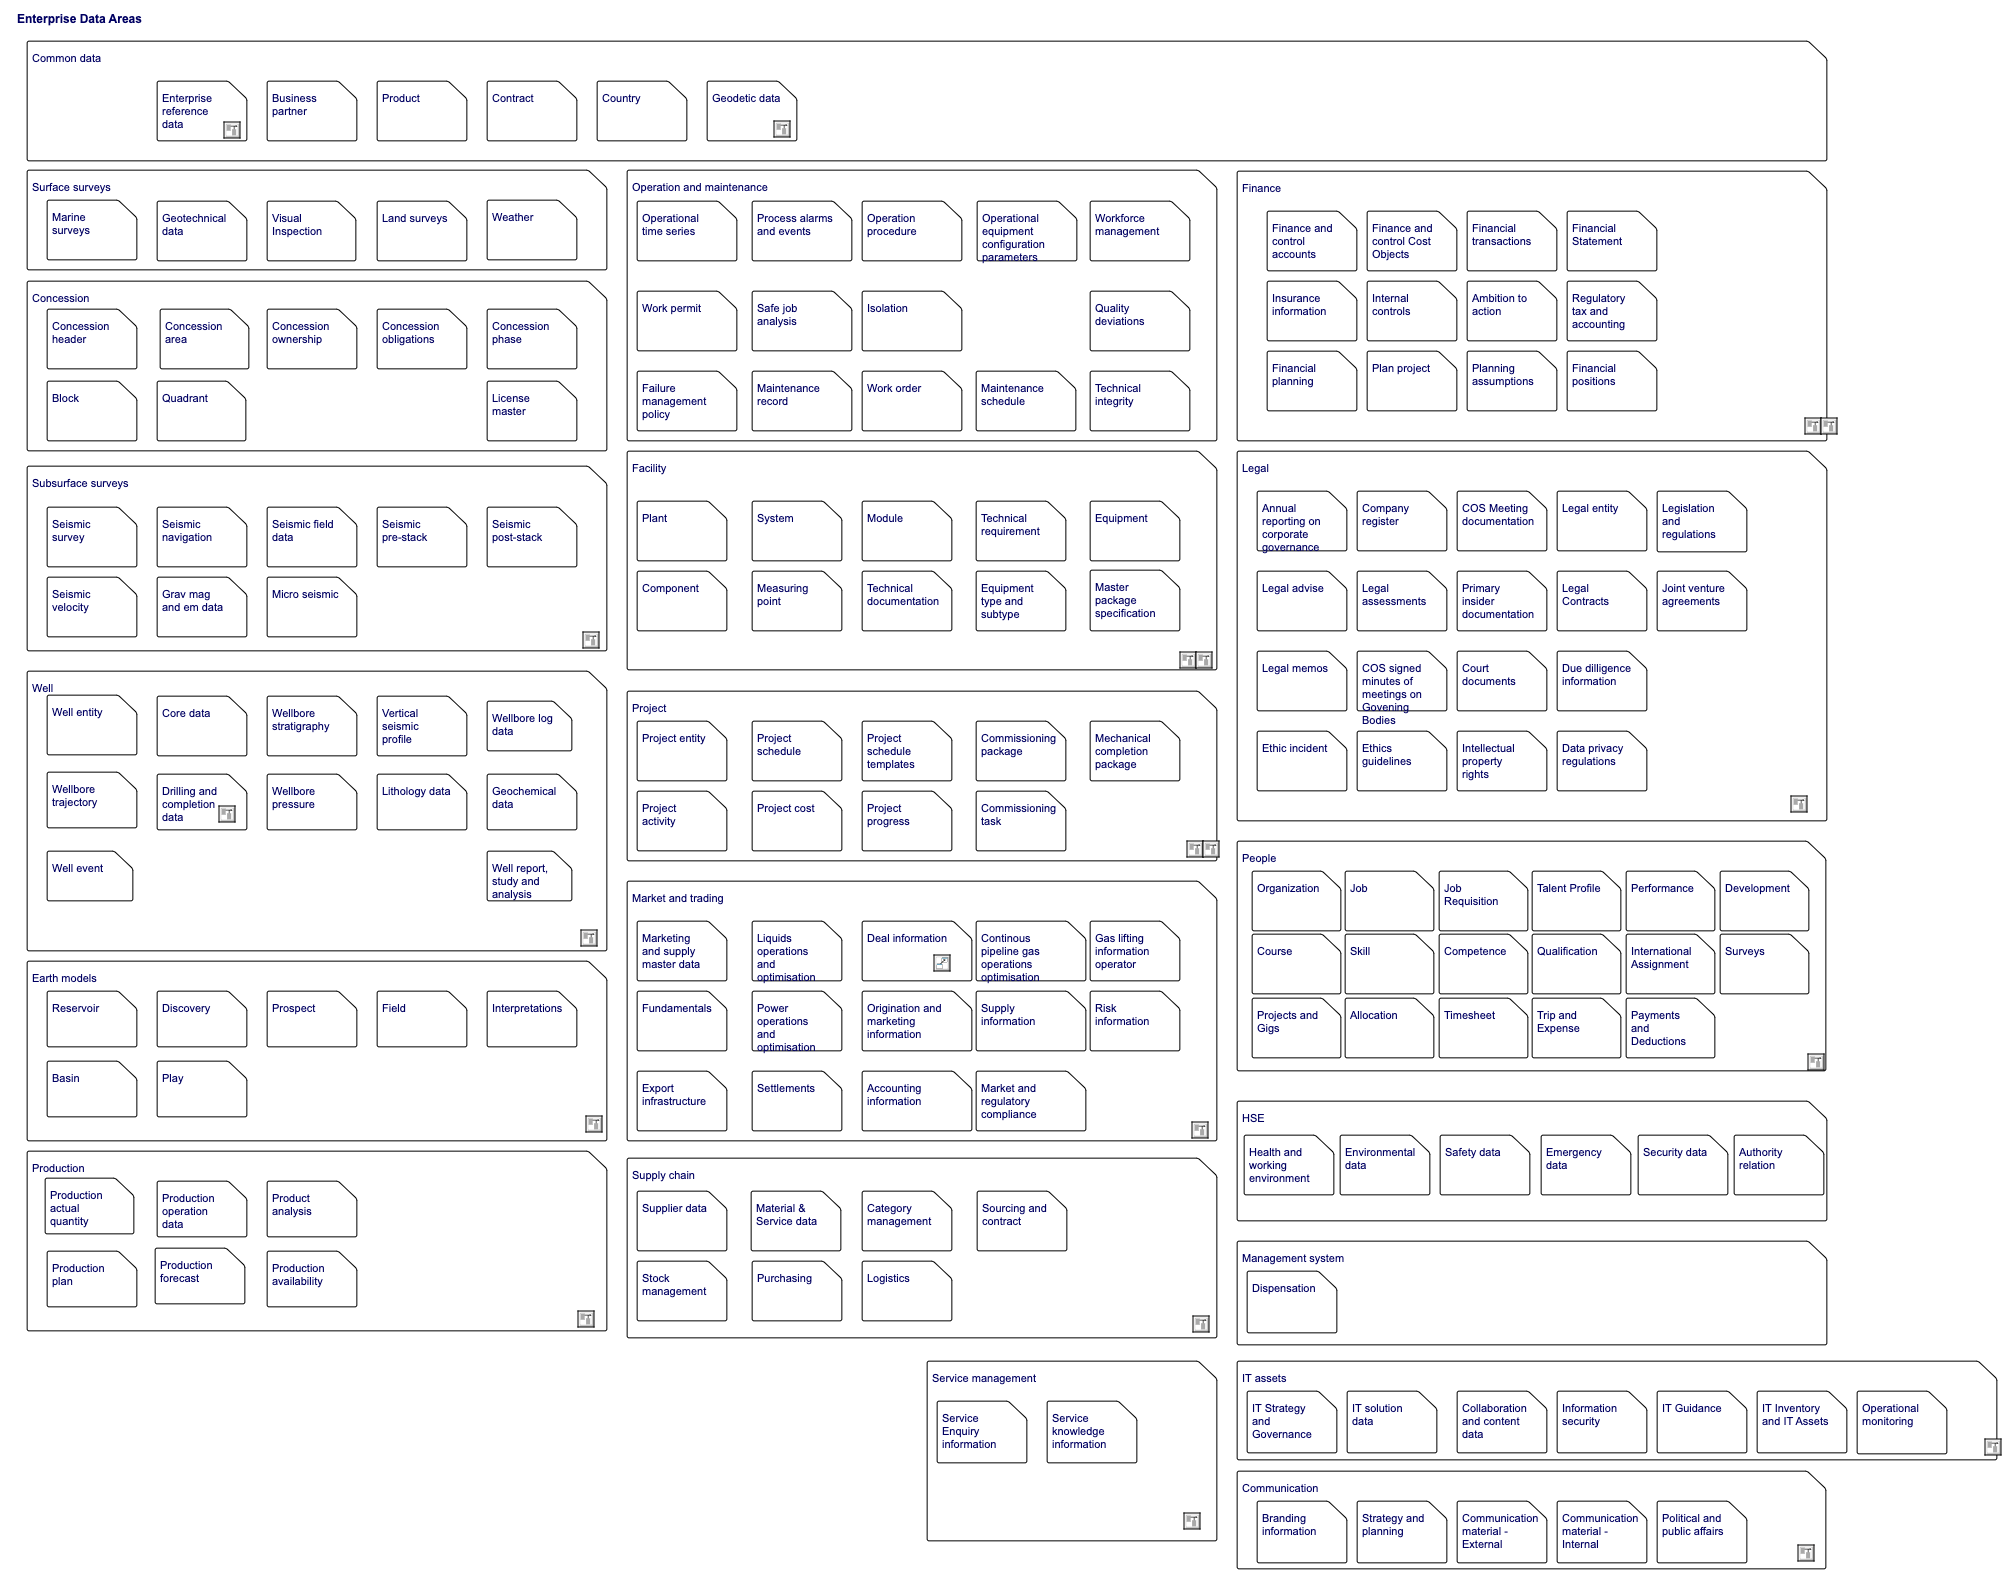 Enterprise Data Areas
Common data
Enterprise
reference
data
Business
partner
Product
Contract
Country
Geodetic data
Surface surveys
Marine
surveys
Geotechnical
data
Visual
Inspection
Land surveys
Weather
Concession
Concession
header
Concession
area
Concession
ownership
Concession
obligations
Concession
phase
Block
Quadrant
License
master
Subsurface surveys
Seismic
survey
Seismic
navigation
Seismic field
data
Seismic
pre-stack
Seismic
post-stack
Seismic
velocity
Grav mag
and em data
Micro seismic
Well
Well entity
Core data
Wellbore
stratigraphy
Vertical
seismic
profile
Wellbore log
data
Wellbore
trajectory
Drilling and
completion
data
Wellbore
pressure
Lithology data
Geochemical
data
Well event
Well report,
study and
analysis
Earth models
Reservoir
Discovery
Prospect
Field
Interpretations
Basin
Play
Production
Production
actual
quantity
Production
operation
data
Product
analysis
Production
plan
Production
forecast
Production
availability
Operation and maintenance
Operational
time series
Process alarms
and events
Operation
procedure
Operational
equipment
configuration
parameters
Workforce
management
Work permit
Safe job
analysis
Isolation
Quality
deviations
Failure
management
policy
Maintenance
record
Work order
Maintenance
schedule
Technical
integrity
Facility
Plant
System
Module
Technical
requirement
Equipment
Component
Measuring
point
Technical
documentation
Equipment
type and
subtype
Master
package
specification
Project
Project entity
Project
schedule
Project
schedule
templates
Commissioning
package
Mechanical
completion
package
Project
activity
Project cost
Project
progress
Commissioning
task
Market and trading
Marketing
and supply
master data
Liquids
operations
and
optimisation
Deal information
Continous
pipeline gas
operations
optimisation
Gas lifting
information
operator
Fundamentals
Power
operations
and
optimisation
Origination and
marketing
information
Supply
information
Risk
information
Export
infrastructure
Settlements
Accounting
information
Market and
regulatory
compliance
Supply chain
Supplier data
Material &
Service data
Category
management
Sourcing and
contract
Stock
management
Purchasing
Logistics
Service management
Service
Enquiry
information
Service
knowledge
information
Finance
Finance and
control
accounts
Finance and
control Cost
Objects
Financial
transactions
Financial
Statement
Insurance
information
Internal
controls
Ambition to
action
Regulatory
tax and
accounting
Financial
planning
Plan project
Planning
assumptions
Financial
positions
Legal
Annual
reporting on
corporate
governance
Company
register
COS Meeting
documentation
Legal entity
Legislation
and
regulations
Legal advise
Legal
assessments
Primary
insider
documentation
Legal
Contracts
Joint venture
agreements
Legal memos
COS signed
minutes of
meetings on
Govening
Bodies
Court
documents
Due dilligence
information
Ethic incident
Ethics
guidelines
Intellectual
property
rights
Data privacy
regulations
People
Organization
Job
Job
Requisition
Talent Profile
Performance
Development
Course
Skill
Competence
Qualification
International
Assignment
Surveys
Projects and
Gigs
Allocation
Timesheet
Trip and
Expense
Payments
and
Deductions
HSE
Health and
working
environment
Environmental
data
Safety data
Emergency
data
Security data
Authority
relation
Management system
Dispensation
IT assets
IT Strategy
and
Governance
IT solution
data
Collaboration
and content
data
Information
security
IT Guidance
IT Inventory
and IT Assets
Operational
monitoring
Communication
Branding
information
Strategy and
planning
Communication
material -
External
Communication
material -
Internal
Political and
public affairs